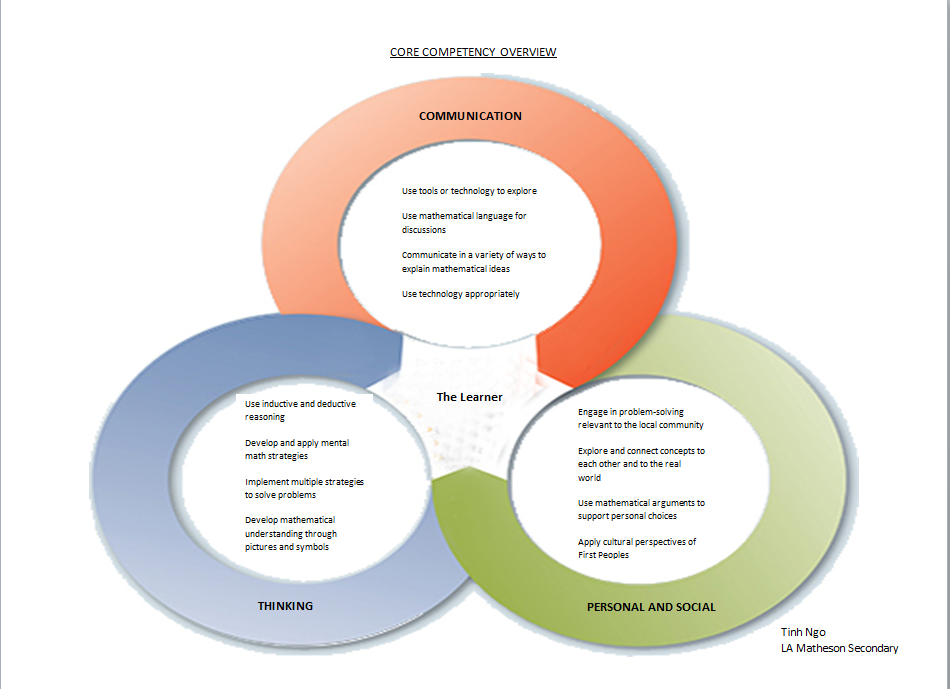 CORE COMPETENCY OVERVIEW
COMMUNICATION
Use tools or technology to explore
Use mathematical language for
discussions
Communicate in a variety of ways to
explain mathematical ideas
Use technology appropriately
The Learner
Use inductive and deductive
reasoning
Develop and apply mental
math strategies
Implement multiple strategies
to solve problems
Develop mathematical
understanding through
pictures and symbols
THINKING
Engage in problem-solving
relevant to the local community
Explore and connect concepts to
each other and to the real
world
Use mathematical arguments to
support personal choices
Apply cultural perspectives of
First Peoples
PERSONAL AND SOCIAL
Tinh Ngo
LA Matheson Secondary